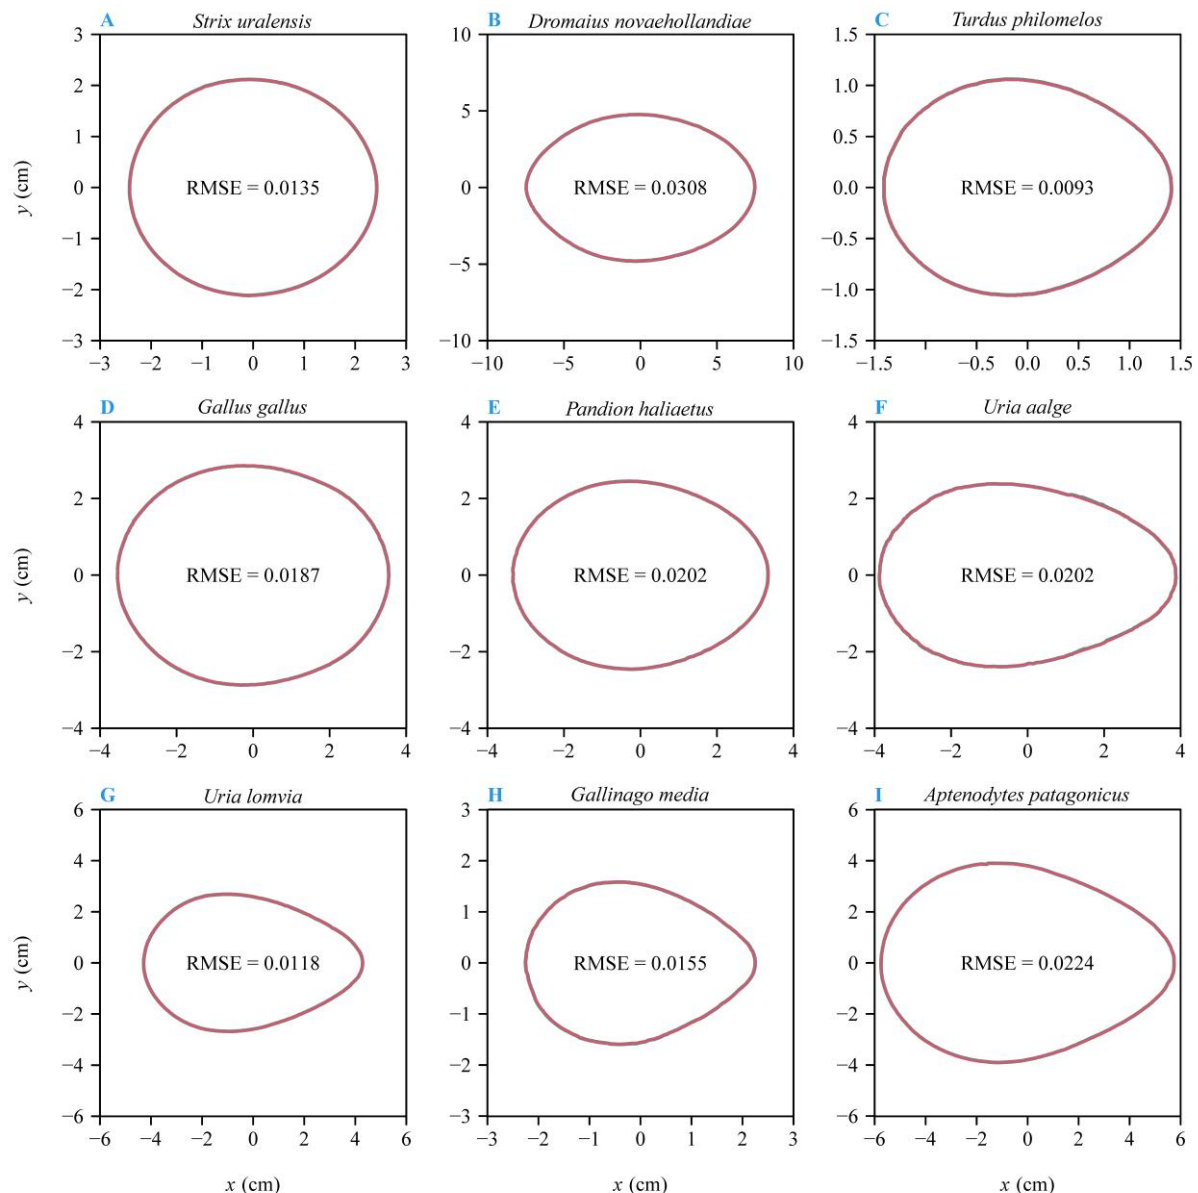 A Strix uralensis
3
2
1
0
−1
−2
−3
−3 −2 −1 0 1 2 3
y (cm)
RMSE = 0.0135
B Dromaius novaehollandiae
10
5
0
−5
−10
−10 −5 0 5 10
RMSE = 0.0308
C Turdus philomelos
1.5
1.0
0.5
0.0
−0.5
−1.0
−1.5
−1.5 0.0 0.5 1.0 1.5
RMSE = 0.0093
D Gallus gallus
4
2
0
−2
−4
−4 −2 0 2 4
y (cm)
RMSE = 0.0187
E Pandion haliaetus
4
2
0
−2
−4
−4 −2 0 2 4
RMSE = 0.0202
F Uria aalge
4
2
0
−2
−4
−4 −2 0 2 4
RMSE = 0.0202
G Uria lomvia
6
4
2
0
−2
−4
−6
−6 −4 −2 0 2 4 6
y (cm)
x (cm)
RMSE = 0.0118
H Gallinago media
3
2
1
0
−1
−2
−3
−3 −2 −1 0 1 2 3
x (cm)
RMSE = 0.0155
I Aptenodytes patagonicus
6
4
2
0
−2
−4
−6
−6 −4 −2 0 2 4 6
x (cm)
RMSE = 0.0224